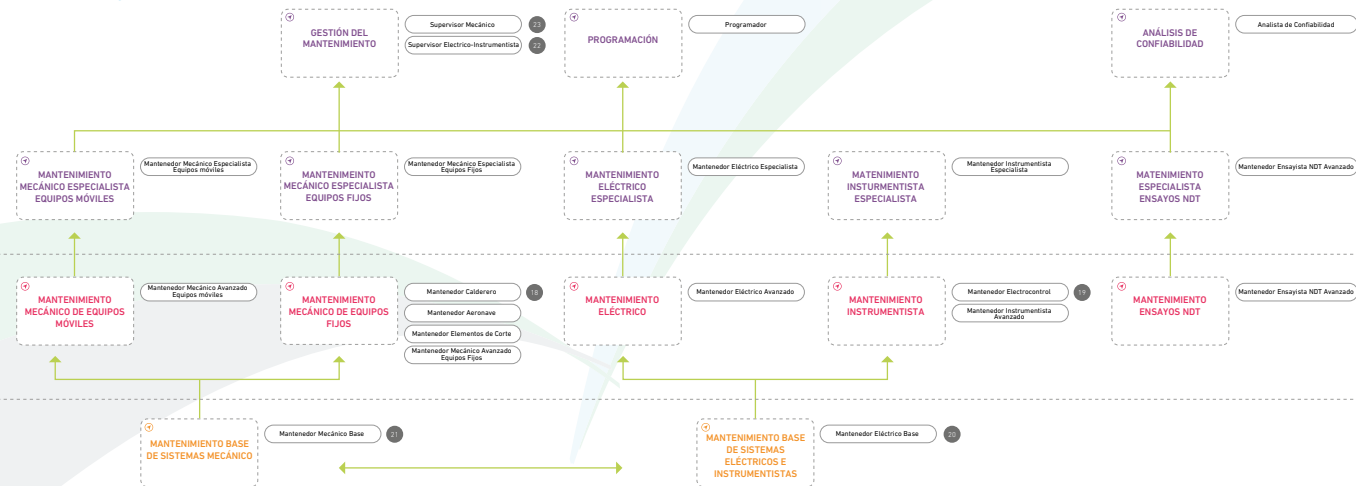 GESTIÓN DEL
MANTENIMIENTO
Supervisor Mecánico
23
Supervisor Electrico-Instrumentista
22
PROGRAMACIÓN
Programador
ANÁLISIS DE
CONFIABILIDAD
Analista de Confiabilidad
MANTENIMEINTO
MECÁNICO ESPECIALISTA
EQUIPOS MÓVILES
Mantenedor Mecánico Especialista
Equipos móviles
MANTENIMIENTO
MECÁNICO ESPECIALISTA
EQUIPOS FIJOS
Mantenedor Mecánico Especialista
Equipos Fijos
MANTENIMIENTO
ELÉCTRICO
ESPECIALISTA
Mantenedor Eléctrico Especialista
MATENIMIENTO
INSTURMENTISTA
ESPECIALISTA
Mantenedor Instrumentista
Especialista
MATENIMIENTO
ESPECIALISTA
ENSAYOS NDT
Mantenedor Ensayista NDT Avanzado
MANTENIMIENTO
MECÁNICO DE EQUIPOS
MÓVILES
Mantenedor Mecánico Avanzado
Equipos móviles
MANTENIMIENTO
MECÁNICO DE EQUIPOS
FIJOS
Mantenedor Calderero
18
Mantenedor Aeronave
Mantenedor Elementos de Corte
Mantenedor Mecánico Avanzado
Equipos Fijos
MANTENIMIENTO
ELÉCTRICO
Mantenedor Eléctrico Avanzado
MANTENIMIENTO
INSTRUMENTISTA
Mantenedor Electrocontrol
19
Mantenedor Instrumentista
Avanzado
MANTENIMIENTO
ENSAYOS NDT
Mantenedor Ensayista NDT Avanzado
MANTENIMIENTO BASE
DE SISTEMAS MECÁNICO
Mantenedor Mecánico Base
21
MANTENIMIENTO BASE
DE SISTEMAS
ELÉCTRICOS E
INSTRUMENTISTAS
Mantenedor Eléctrico Base
20